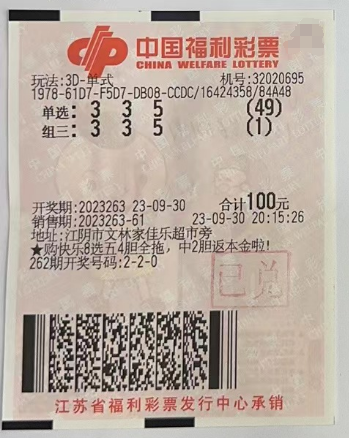 中国福利彩票
CHINA WELFARE LOTTERY
玩法:3D-单式 机号:32020695
1978-61D7-F5D7-DB08-CCDC/16424358/84A48
单选: 3 3 5 (49)
组三: 3 3 5 (1)
开奖期:2023263 23-09-30 合计100元
销售期:2023263-61 23-09-30 20:15:26
地址:江阴市文林家佳乐超市旁
★购快乐8选五4胆全拖，中2胆返本金啦!
262期开奖号码:2-2-0
已兑
江苏省福利彩票发行中心承销